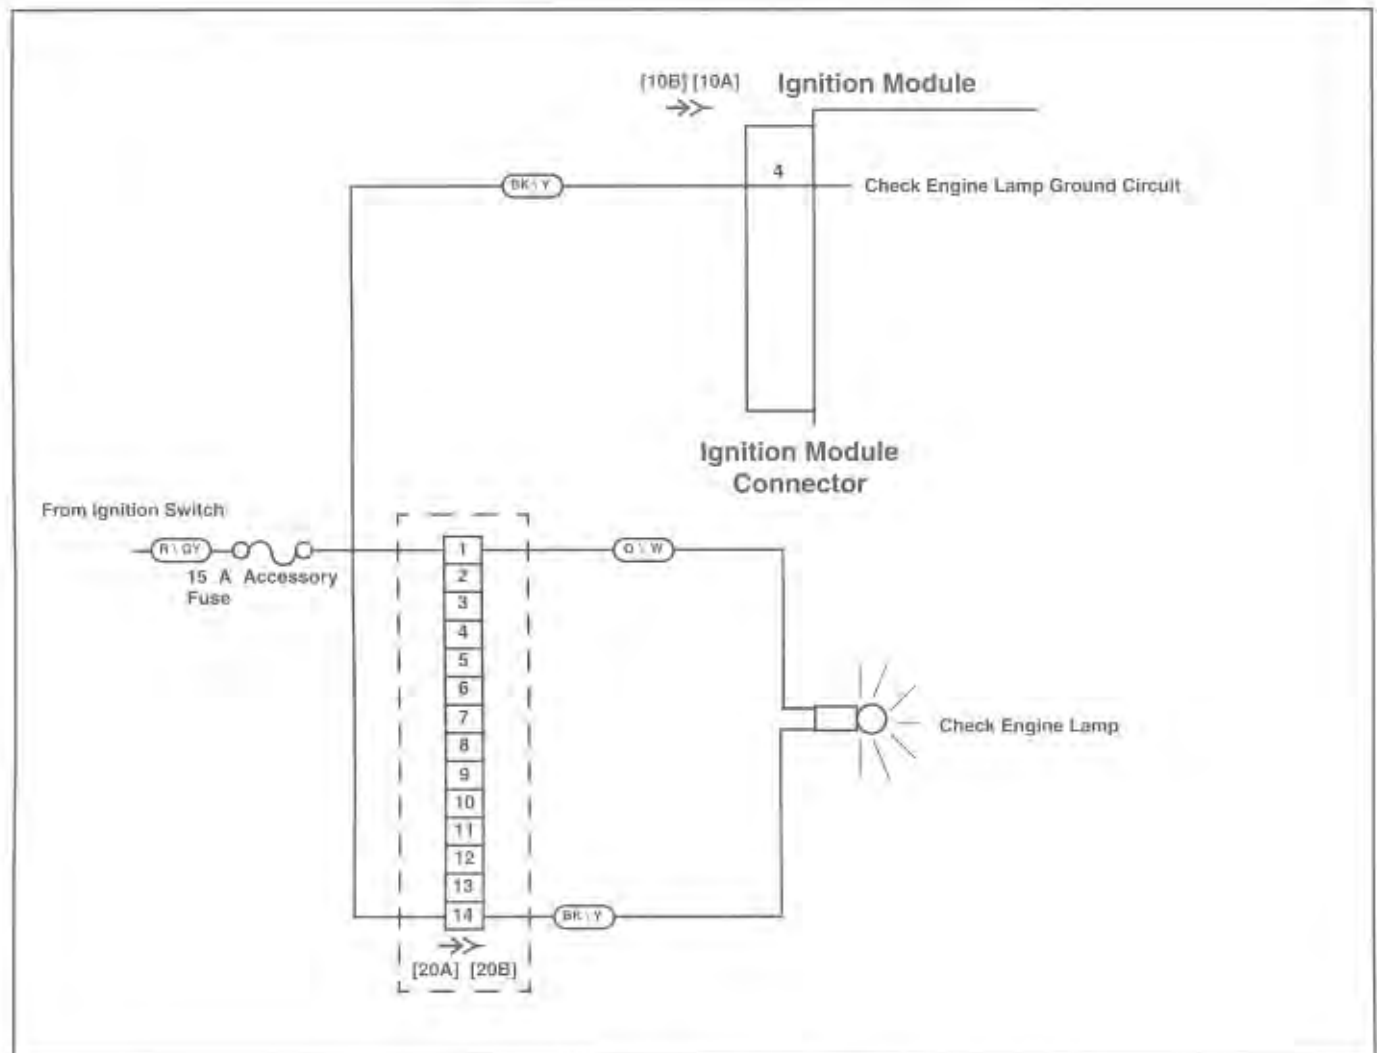 [10B] [10A]
Ignition Module
4
Check Engine Lamp Ground Circuit
BK \ Y
Ignition Module
Connector
From Ignition Switch
R \ GY
15 A Accessory
Fuse
O \ W
1
2
3
4
5
6
7
8
9
10
11
12
13
14
Check Engine Lamp
BK \ Y
[20A] [20B]